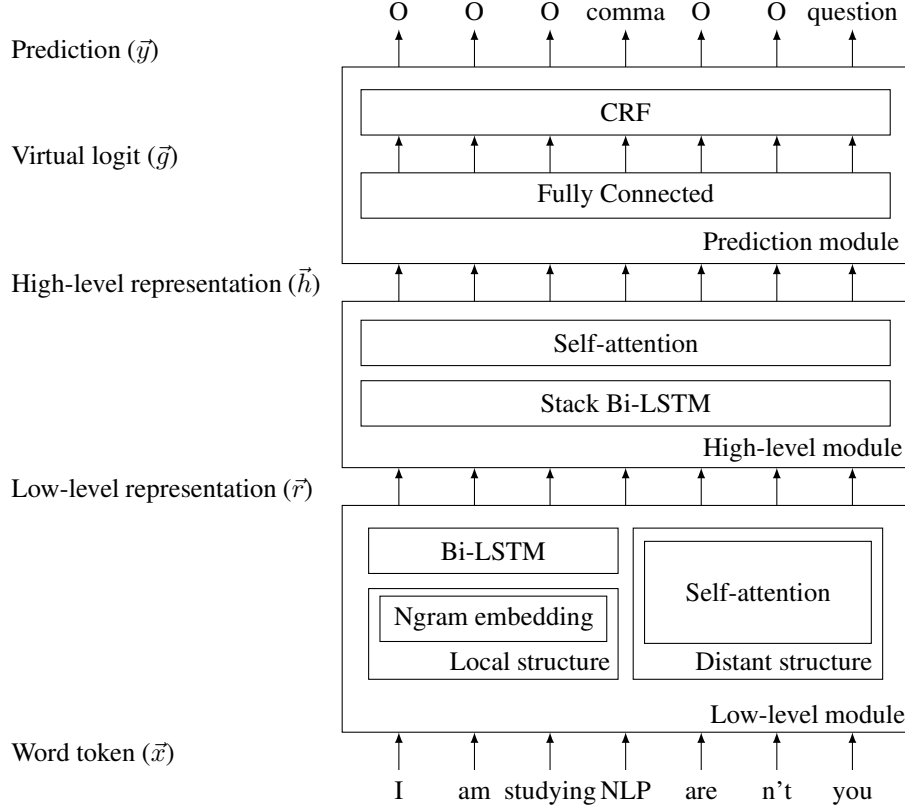 O O O comma O O question
Prediction (y⃗)
CRF
Virtual logit (g⃗)
Fully Connected
Prediction module
High-level representation (h⃗)
Self-attention
Stack Bi-LSTM
High-level module
Low-level representation (r⃗)
Bi-LSTM
Ngram embedding
Local structure
Self-attention
Distant structure
Low-level module
Word token (x⃗)
I am studying NLP are n't you